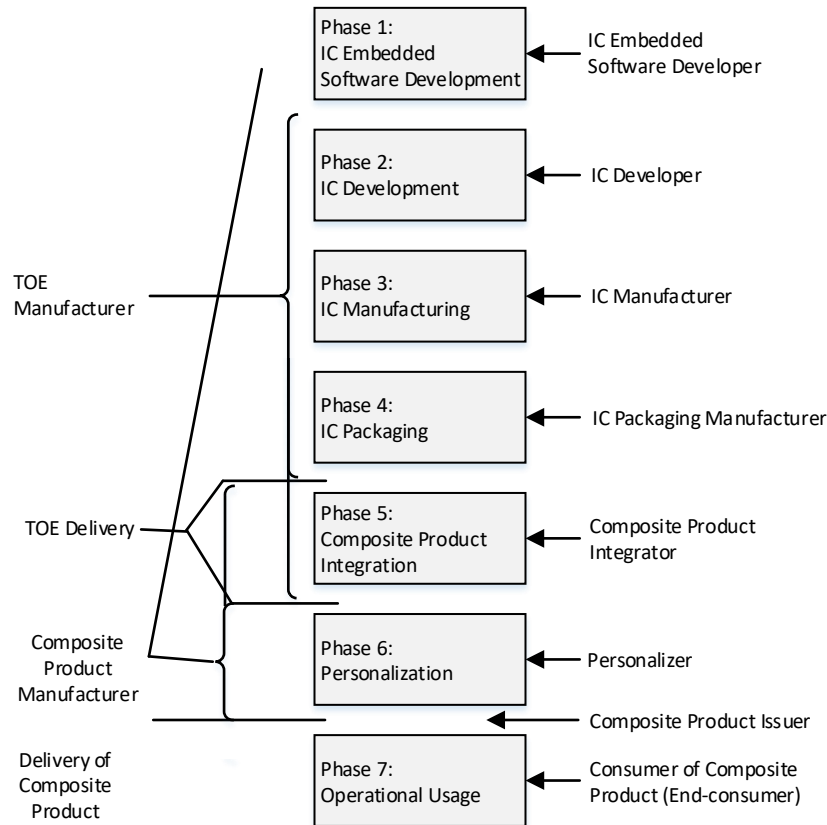 Phase 1:
IC Embedded
Software Development
IC Embedded
Software Developer
Phase 2:
IC Development
IC Developer
TOE
Manufacturer
Phase 3:
IC Manufacturing
IC Manufacturer
Phase 4:
IC Packaging
IC Packaging Manufacturer
TOE Delivery
Phase 5:
Composite Product
Integration
Composite Product
Integrator
Composite
Product
Manufacturer
Phase 6:
Personalization
Personalizer
Composite Product Issuer
Delivery of
Composite
Product
Phase 7:
Operational Usage
Consumer of Composite
Product (End-consumer)